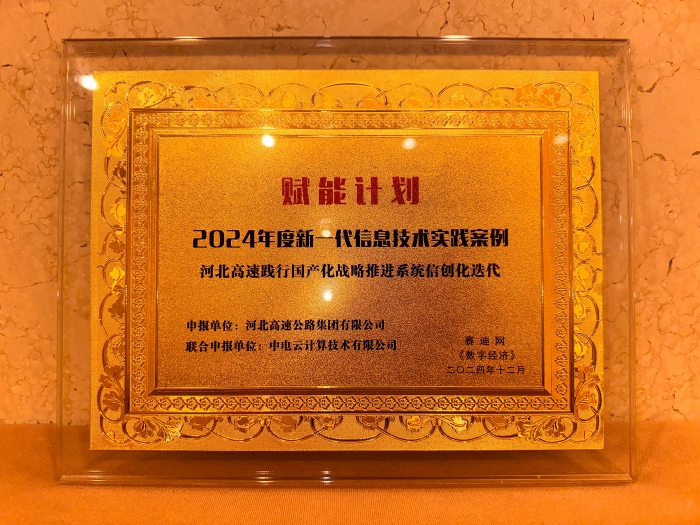 赋能计划
2024年度新一代信息技术实践案例
河北高速践行国产化战略推进系统信创化迭代
申报单位：河北高速公路集团有限公司
联合申报单位：中电云计算技术有限公司
赛迪网
《数字经济》
二〇二四年十二月